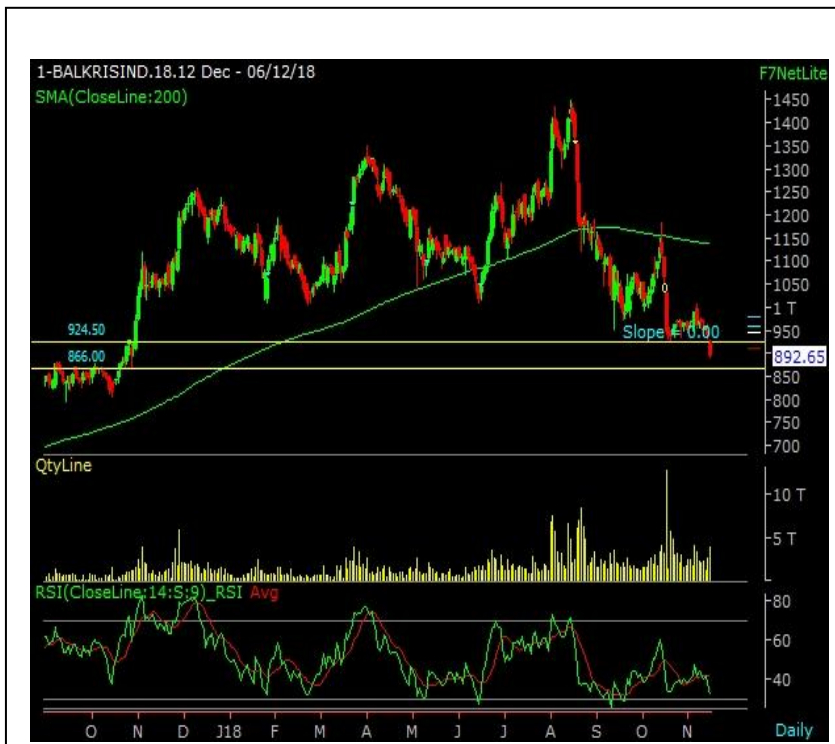 1-BALKRISIND.18.12 Dec - 06/12/18
F7NetLite
SMA(CloseLine:200)
1450
1400
1350
1300
1250
1200
1150
1100
1050
1 T
950
892.65
850
800
750
700
924.50
866.00
Slope = 0.00
0
QtyLine
10 T
5 T
RSI(CloseLine:14:S:9)_RSI Avg
80
60
40
O N D J18 F M A M J J A S O N
Daily